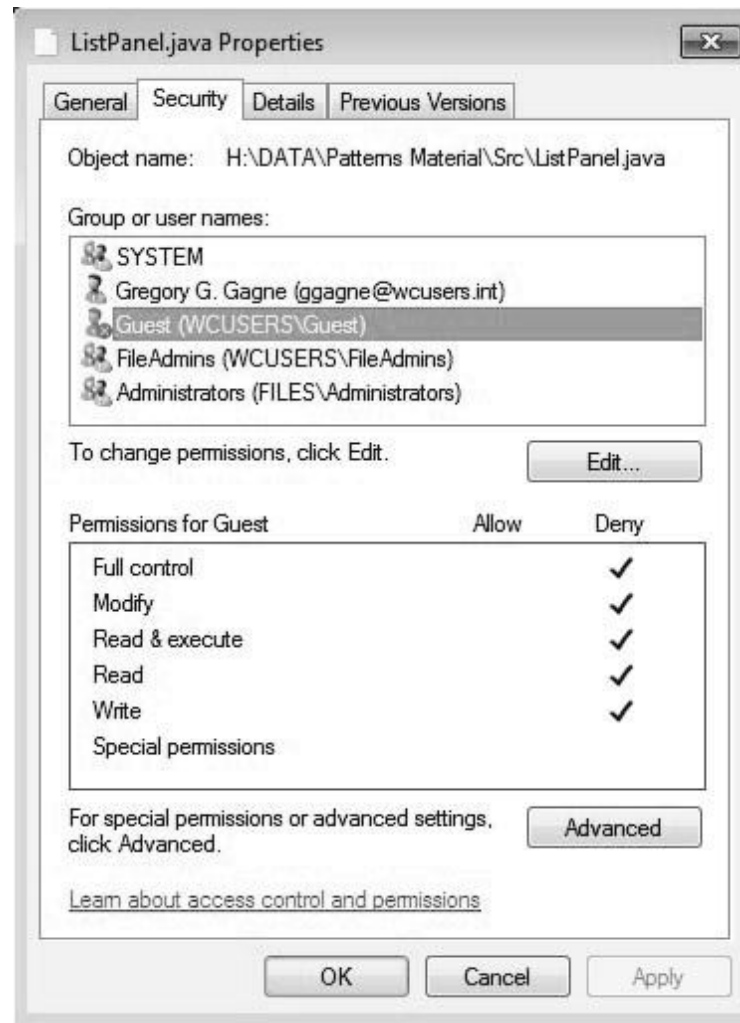 ListPanel.java Properties
General Security Details Previous Versions
Object name: H:\DATA\Patterns Material\Src\ListPanel.java
Group or user names:
SYSTEM
Gregory G. Gagne (ggagne@wcusers.int)
Guest (WCUSERS\Guest)
FileAdmins (WCUSERS\FileAdmins)
Administrators (FILES\Administrators)
To change permissions, click Edit. Edit...
Permissions for Guest Allow Deny
Full control
Modify
Read & execute
Read
Write
Special permissions
For special permissions or advanced settings, Advanced
click Advanced.
Learn about access control and permissions
OK Cancel Apply